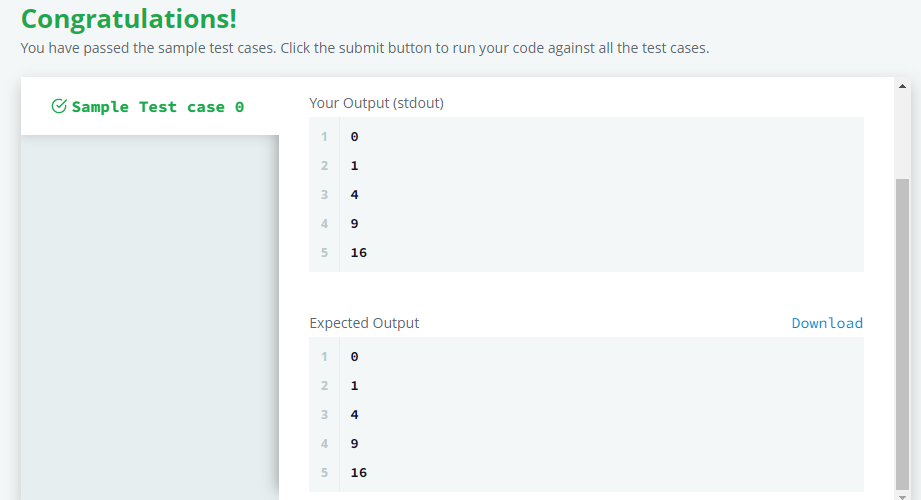 Congratulations!
You have passed the sample test cases. Click the submit button to run your code against all the test cases.
Sample Test case 0
Your Output (stdout)
1 0
2 1
3 4
4 9
5 16
Expected Output Download
1 0
2 1
3 4
4 9
5 16